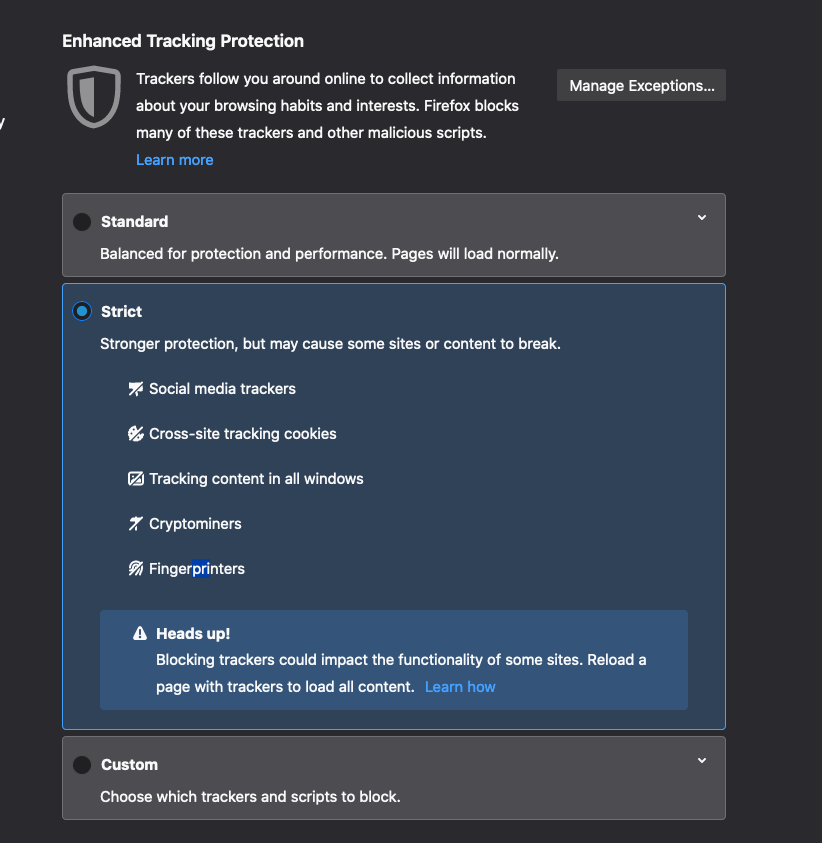 Enhanced Tracking Protection
Trackers follow you around online to collect information
about your browsing habits and interests. Firefox blocks
many of these trackers and other malicious scripts.
Learn more
Manage Exceptions...
y
Standard
Balanced for protection and performance. Pages will load normally.
Strict
Stronger protection, but may cause some sites or content to break.
Social media trackers
Cross-site tracking cookies
Tracking content in all windows
Cryptominers
Fingerprinters
Heads up!
Blocking trackers could impact the functionality of some sites. Reload a
page with trackers to load all content. Learn how
Custom
Choose which trackers and scripts to block.